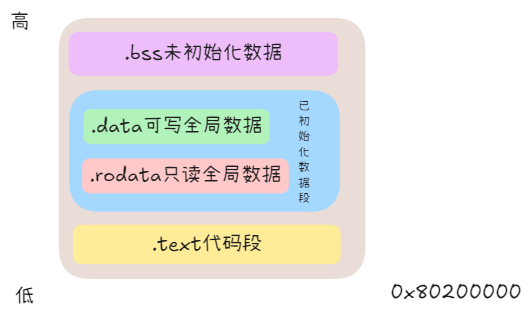 高
.bss未初始化数据
.data可写全局数据
.rodata只读全局数据
已初始化数据段
.text代码段
低
0x80200000